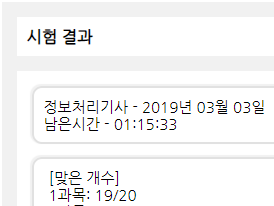 시험 결과
정보처리기사 - 2019년 03월 03일
남은시간 - 01:15:33
[맞은 개수]
1과목: 19/20